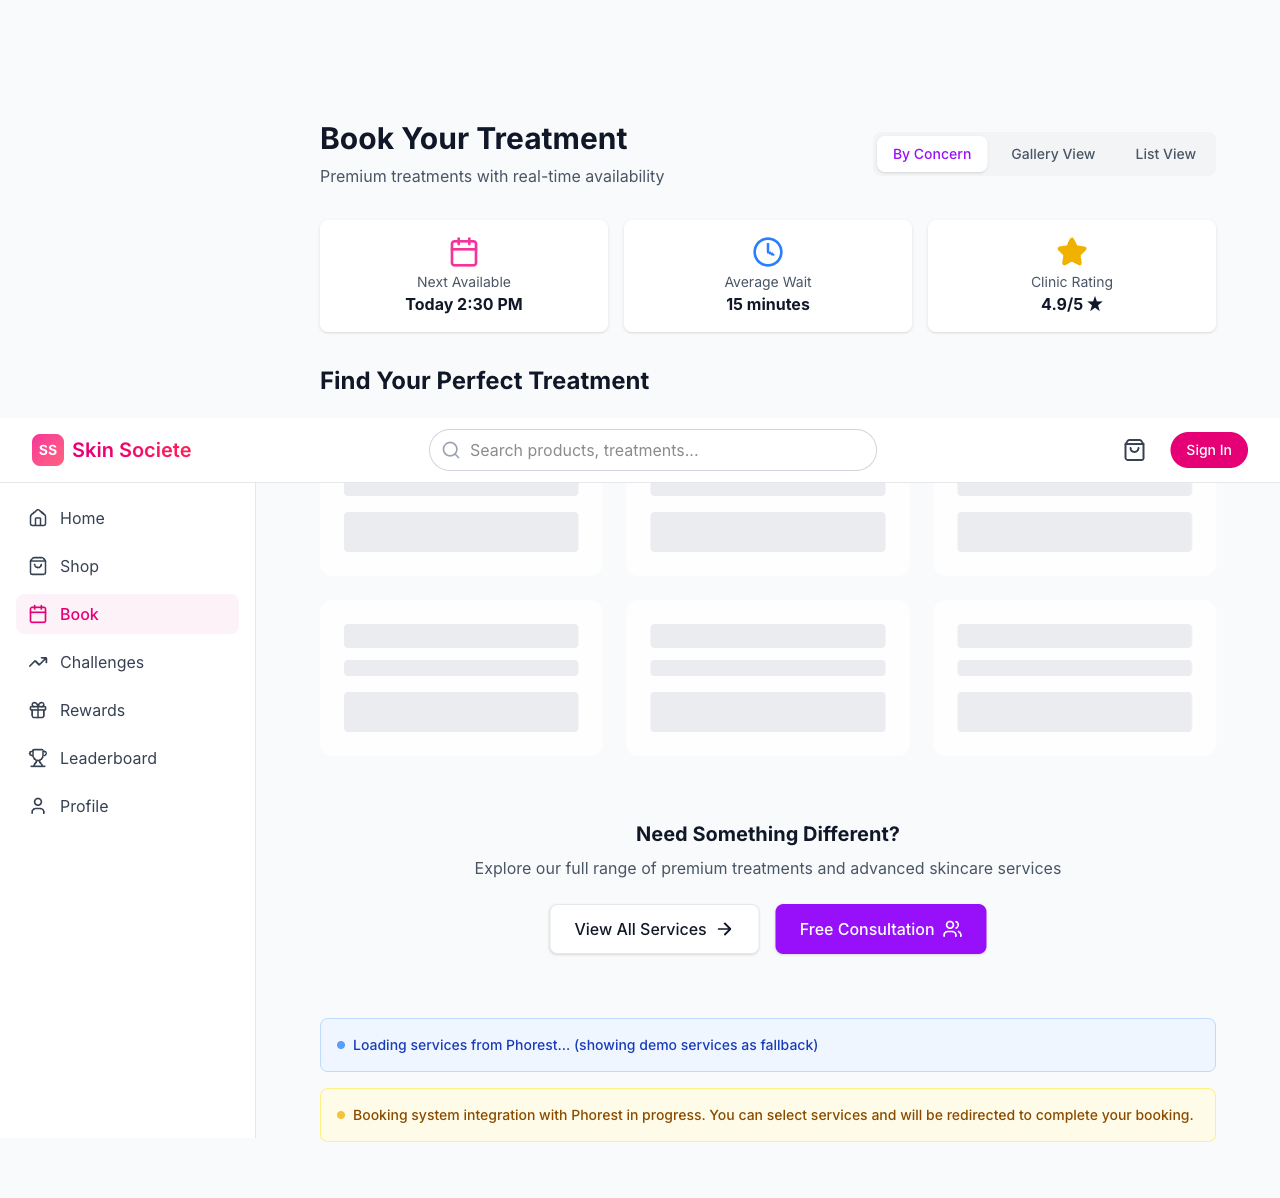 Book Your Treatment
Premium treatments with real-time availability
By Concern
Gallery View
List View
Next Available
Today 2:30 PM
Average Wait
15 minutes
Clinic Rating
4.9/5 ★
Find Your Perfect Treatment
SS Skin Societe
Search products, treatments...
Sign In
Home
Shop
Book
Challenges
Rewards
Leaderboard
Profile
Need Something Different?
Explore our full range of premium treatments and advanced skincare services
View All Services
Free Consultation
Loading services from Phorest... (showing demo services as fallback)
Booking system integration with Phorest in progress. You can select services and will be redirected to complete your booking.